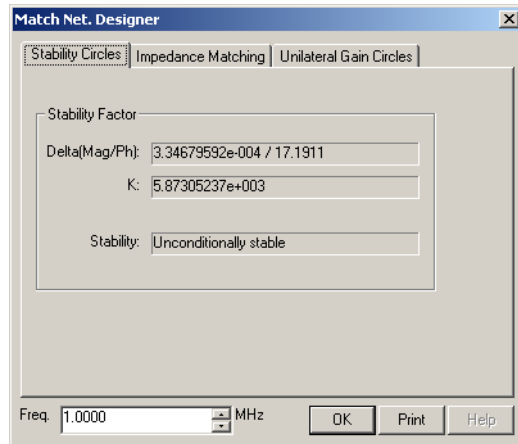 Match Net. Designer
Stability Circles Impedance Matching Unilateral Gain Circles
Stability Factor
Delta(Mag/Ph): 3.34679592e-004 / 17.1911
K: 5.87305237e+003
Stability: Unconditionally stable
Freq. 1.0000 MHz OK Print Help